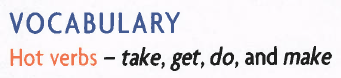 VOCABULARY
Hot verbs – take, get, do, and make